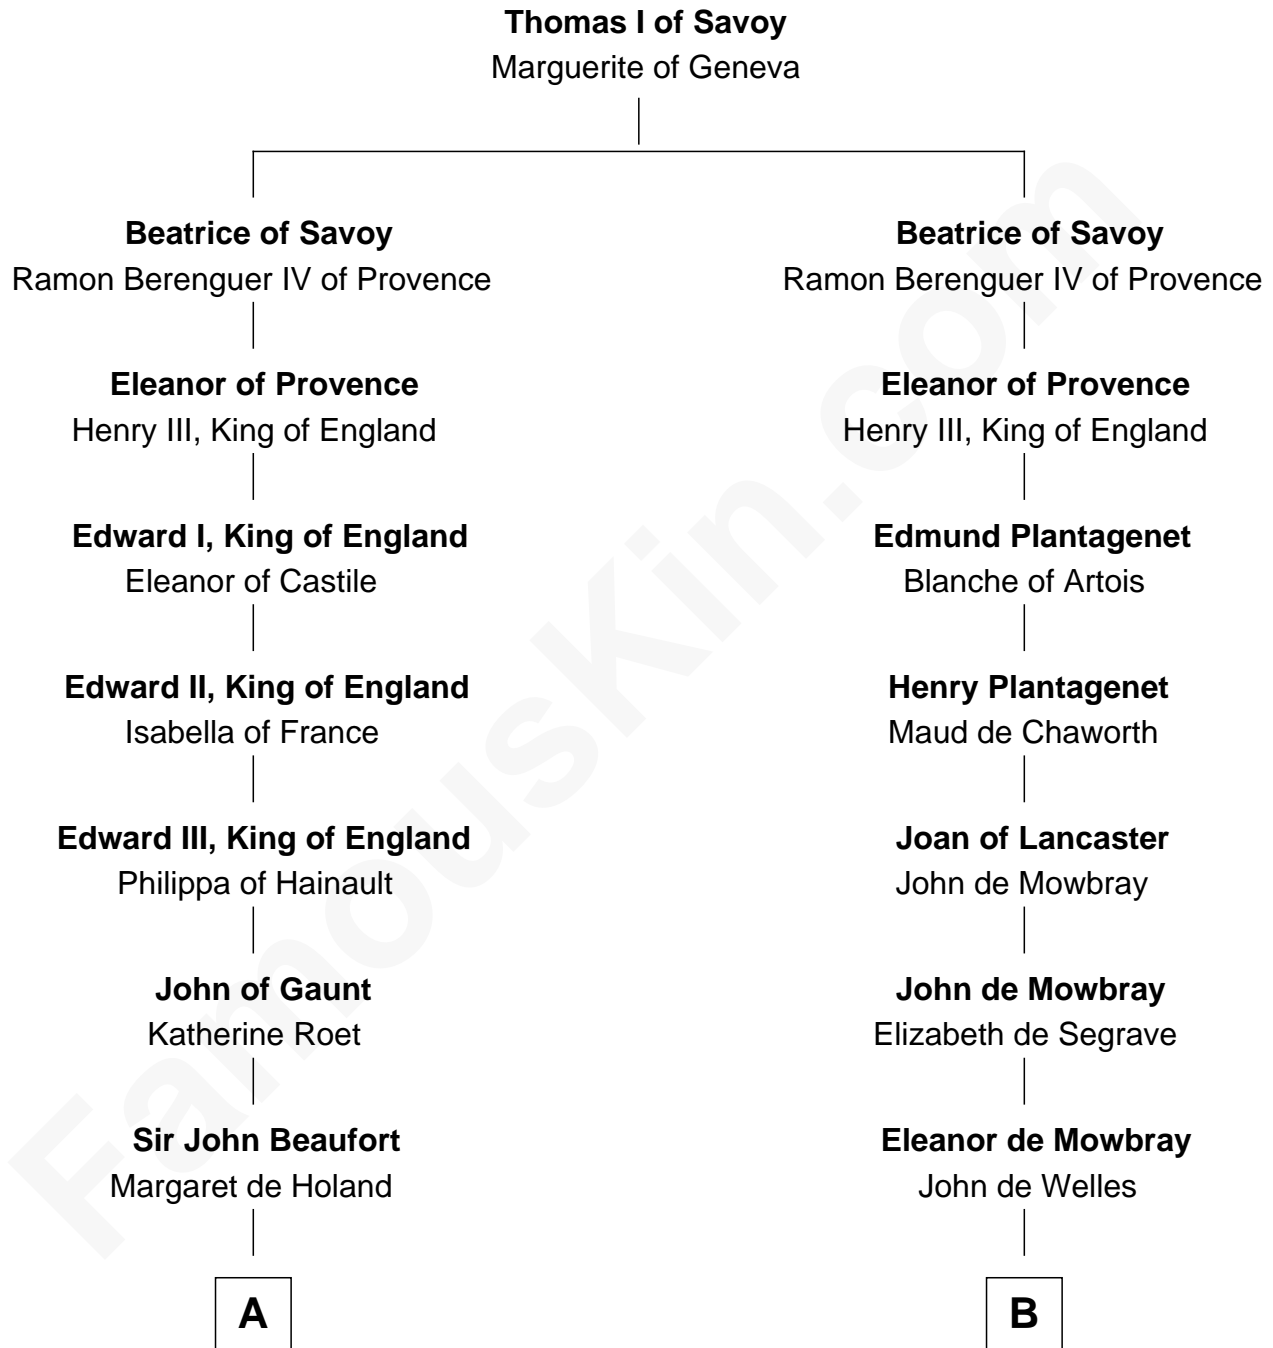 Thomas I of Savoy
Marguerite of Geneva
Beatrice of Savoy
Ramon Berenguer IV of Provence
Eleanor of Provence
Henry III, King of England
Edward I, King of England
Eleanor of Castile
Edward II, King of England
Isabella of France
Edward III, King of England
Philippa of Hainault
John of Gaunt
Katherine Roet
Sir John Beaufort
Margaret de Holand
A
Beatrice of Savoy
Ramon Berenguer IV of Provence
Eleanor of Provence
Henry III, King of England
Edmund Plantagenet
Blanche of Artois
Henry Plantagenet
Maud de Chaworth
Joan of Lancaster
John de Mowbray
John de Mowbray
Elizabeth de Segrave
Eleanor de Mowbray
John de Welles
B
FamousKin.com